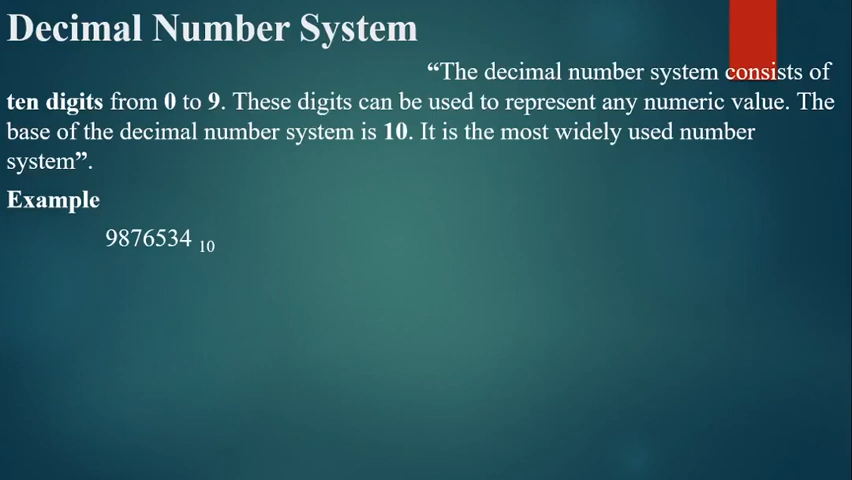 Decimal Number System
“The decimal number system consists of
ten digits from 0 to 9. These digits can be used to represent any numeric value. The
base of the decimal number system is 10. It is the most widely used number
system”.
Example
9876534 10